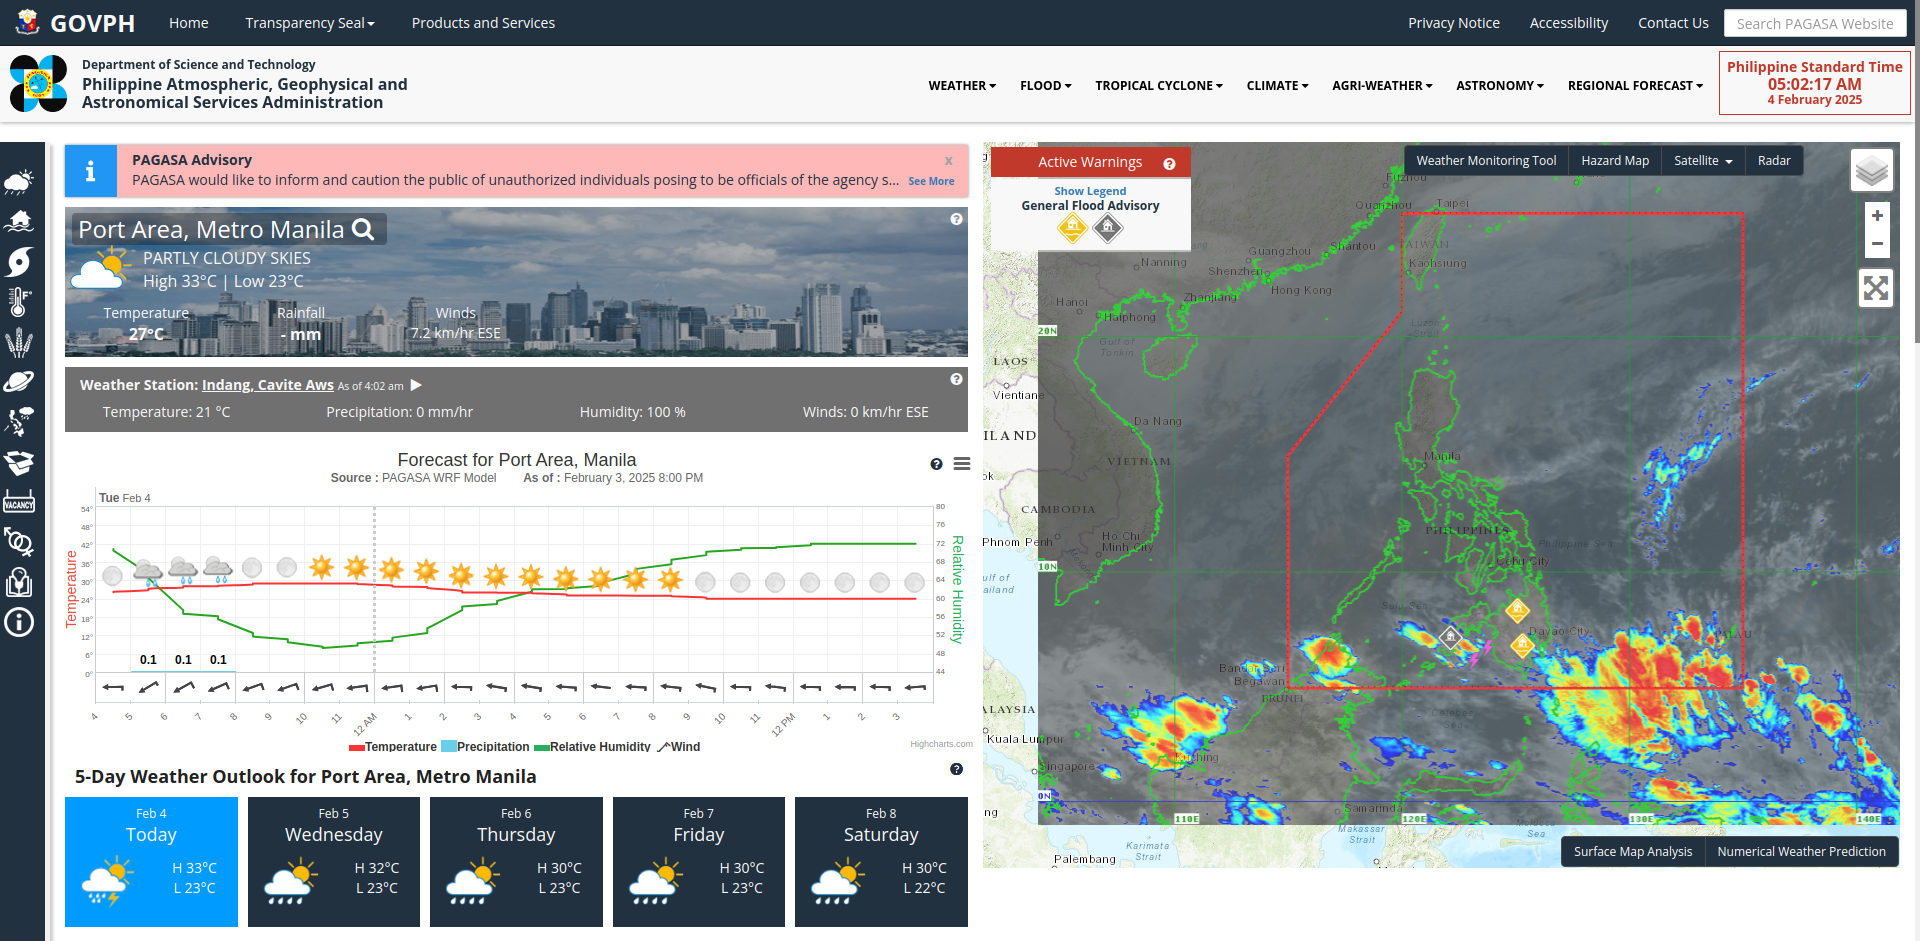 GOVPH
Home
Transparency Seal
Products and Services
Privacy Notice
Accessibility
Contact Us
Search PAGASA Website
Department of Science and Technology
Philippine Atmospheric, Geophysical and
Astronomical Services Administration
WEATHER
FLOOD
TROPICAL CYCLONE
CLIMATE
AGRI-WEATHER
ASTRONOMY
REGIONAL FORECAST
Philippine Standard Time
05:02:17 AM
4 February 2025
PAGASA Advisory
x
PAGASA would like to inform and caution the public of unauthorized individuals posing to be officials of the agency s...
See More
Port Area, Metro Manila
PARTLY CLOUDY SKIES
High 33°C | Low 23°C
Temperature
27°C
Rainfall
- mm
Winds
7.2 km/hr ESE
Weather Station: Indang, Cavite Aws As of 4:02 am
Temperature: 21 °C
Precipitation: 0 mm/hr
Humidity: 100 %
Winds: 0 km/hr ESE
Forecast for Port Area, Manila
Source : PAGASA WRF Model As of : February 3, 2025 8:00 PM
Tue Feb 4
Temperature
54°
48°
42°
36°
30°
24°
18°
12°
6°
0°
0.1 0.1 0.1
80
76
72
68
64
60
56
52
48
44
Relative Humidity
4 5 6 7 8 9 10 11 12 AM 1 2 3 4 5 6 7 8 9 10 11 12 PM 1 2 3
Temperature Precipitation Relative Humidity Wind
Highcharts.com
5-Day Weather Outlook for Port Area, Metro Manila
Feb 4
Today
H 33°C
L 23°C
Feb 5
Wednesday
H 32°C
L 23°C
Feb 6
Thursday
H 30°C
L 23°C
Feb 7
Friday
H 30°C
L 23°C
Feb 8
Saturday
H 30°C
L 22°C
VACANCY
Active Warnings
Show Legend
General Flood Advisory
Weather Monitoring Tool
Hazard Map
Satellite
Radar
+
−
Fuzhou
Quanzhou
Taipei
TAIWAN
Kaohsiung
Shantou
Guangzhou
Shenzhen
Hong Kong
Nanning
Zhanjiang
Hanoi
Haiphong
Gulf of
Tonkin
Luzon
Strait
20N
LAOS
Vientiane
Da Nang
ILAND
VIETNAM
Manila
ok
CAMBODIA
Phnom Penh
Ho Chi
Minh City
PHILIPPINES
Philippine Sea
Cebu City
10N
ulf of
ailand
Sulu Sea
Davao City
PALAU
Bandar Seri
Begawan
BRUNEI
ALAYSIA
Celebes
Sea
Kuala Lumpur
Kuching
Singapore
0N
Samarinda
110E
120E
130E
140E
ng
Makassar
Strait
Molucca
Sea
Karimata
Strait
Palembang
Surface Map Analysis
Numerical Weather Prediction